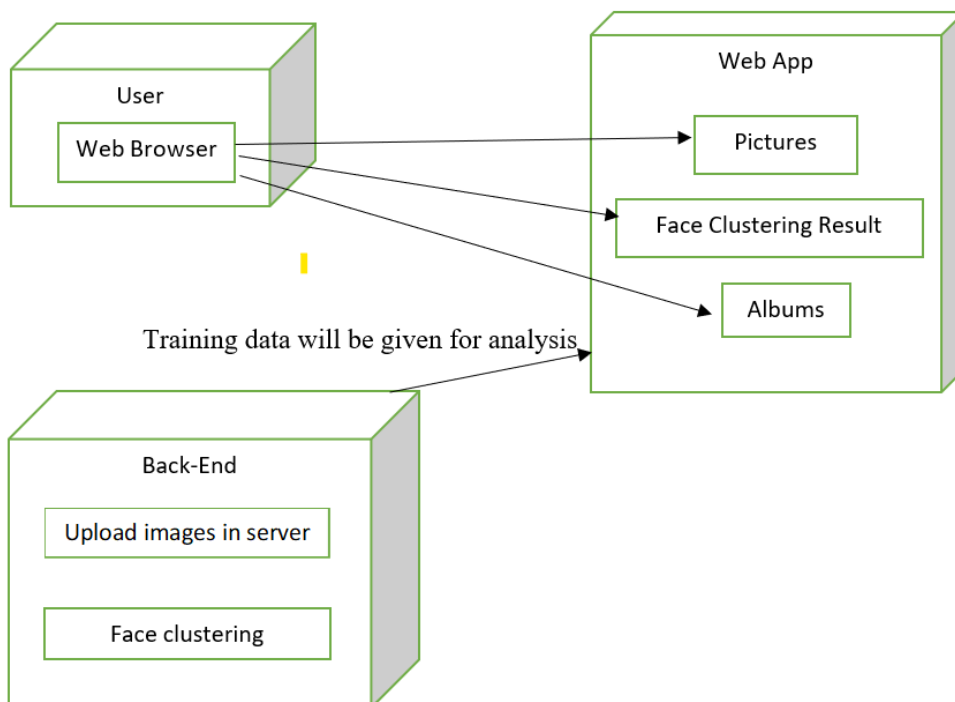 User
Web Browser
Web App
Pictures
Face Clustering Result
Albums
Training data will be given for analysis
Back-End
Upload images in server
Face clustering